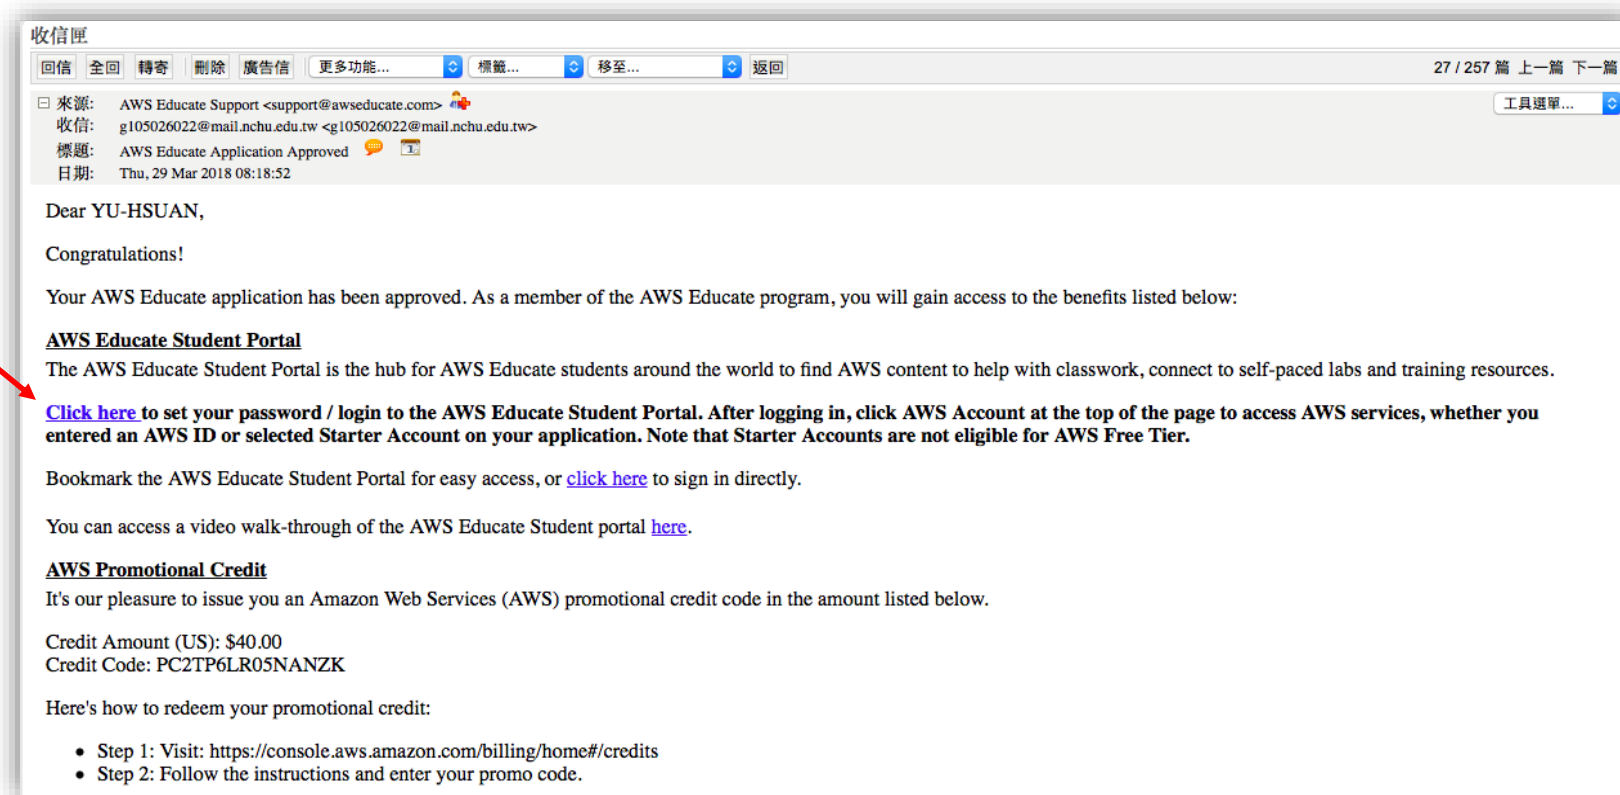 收信匣
回信 全回 轉寄 刪除 廣告信 更多功能... 標籤... 移至... 返回 27 / 257 篇 上一篇 下一篇
來源: AWS Educate Support <support@awseducate.com> 工具選單...
收信: g105026022@mail.nchu.edu.tw <g105026022@mail.nchu.edu.tw>
標題: AWS Educate Application Approved
日期: Thu, 29 Mar 2018 08:18:52
Dear YU-HSUAN,
Congratulations!
Your AWS Educate application has been approved. As a member of the AWS Educate program, you will gain access to the benefits listed below:
AWS Educate Student Portal
The AWS Educate Student Portal is the hub for AWS Educate students around the world to find AWS content to help with classwork, connect to self-paced labs and training resources.
Click here to set your password / login to the AWS Educate Student Portal. After logging in, click AWS Account at the top of the page to access AWS services, whether you
entered an AWS ID or selected Starter Account on your application. Note that Starter Accounts are not eligible for AWS Free Tier.
Bookmark the AWS Educate Student Portal for easy access, or click here to sign in directly.
You can access a video walk-through of the AWS Educate Student portal here.
AWS Promotional Credit
It's our pleasure to issue you an Amazon Web Services (AWS) promotional credit code in the amount listed below.
Credit Amount (US): $40.00
Credit Code: PC2TP6LR05NANZK
Here's how to redeem your promotional credit:
• Step 1: Visit: https://console.aws.amazon.com/billing/home#/credits
• Step 2: Follow the instructions and enter your promo code.